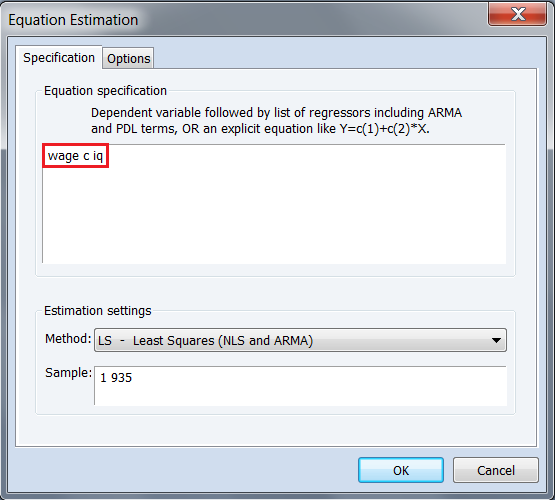 Equation Estimation
Specification Options
Equation specification
Dependent variable followed by list of regressors including ARMA
and PDL terms, OR an explicit equation like Y=c(1)+c(2)*X.
wage c iq
Estimation settings
Method: LS - Least Squares (NLS and ARMA)
Sample: 1 935
OK Cancel